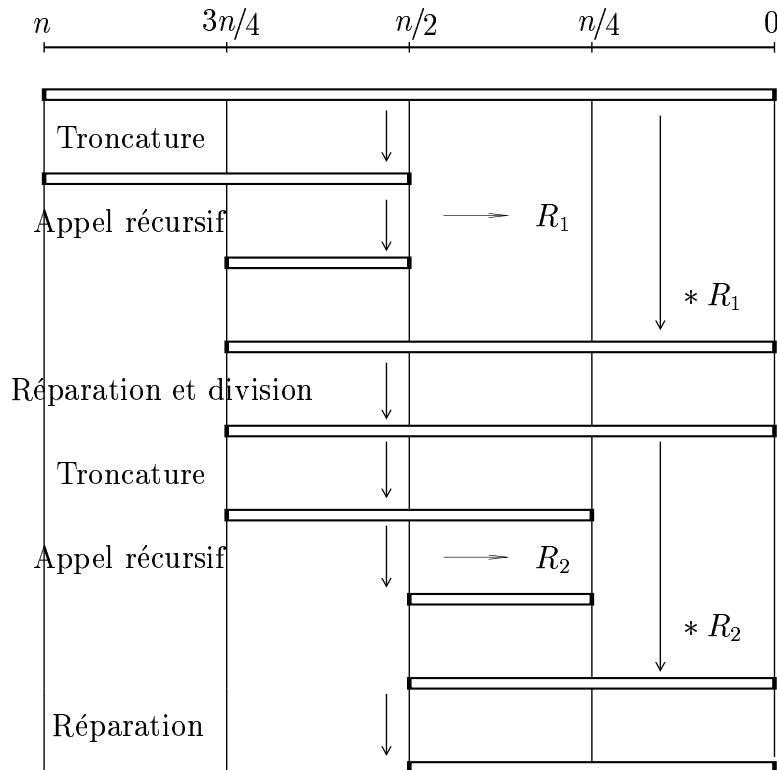 n 3n/4 n/2 n/4 0
Troncature
Appel récursif R₁
* R₁
Réparation et division
Troncature
Appel récursif R₂
* R₂
Réparation